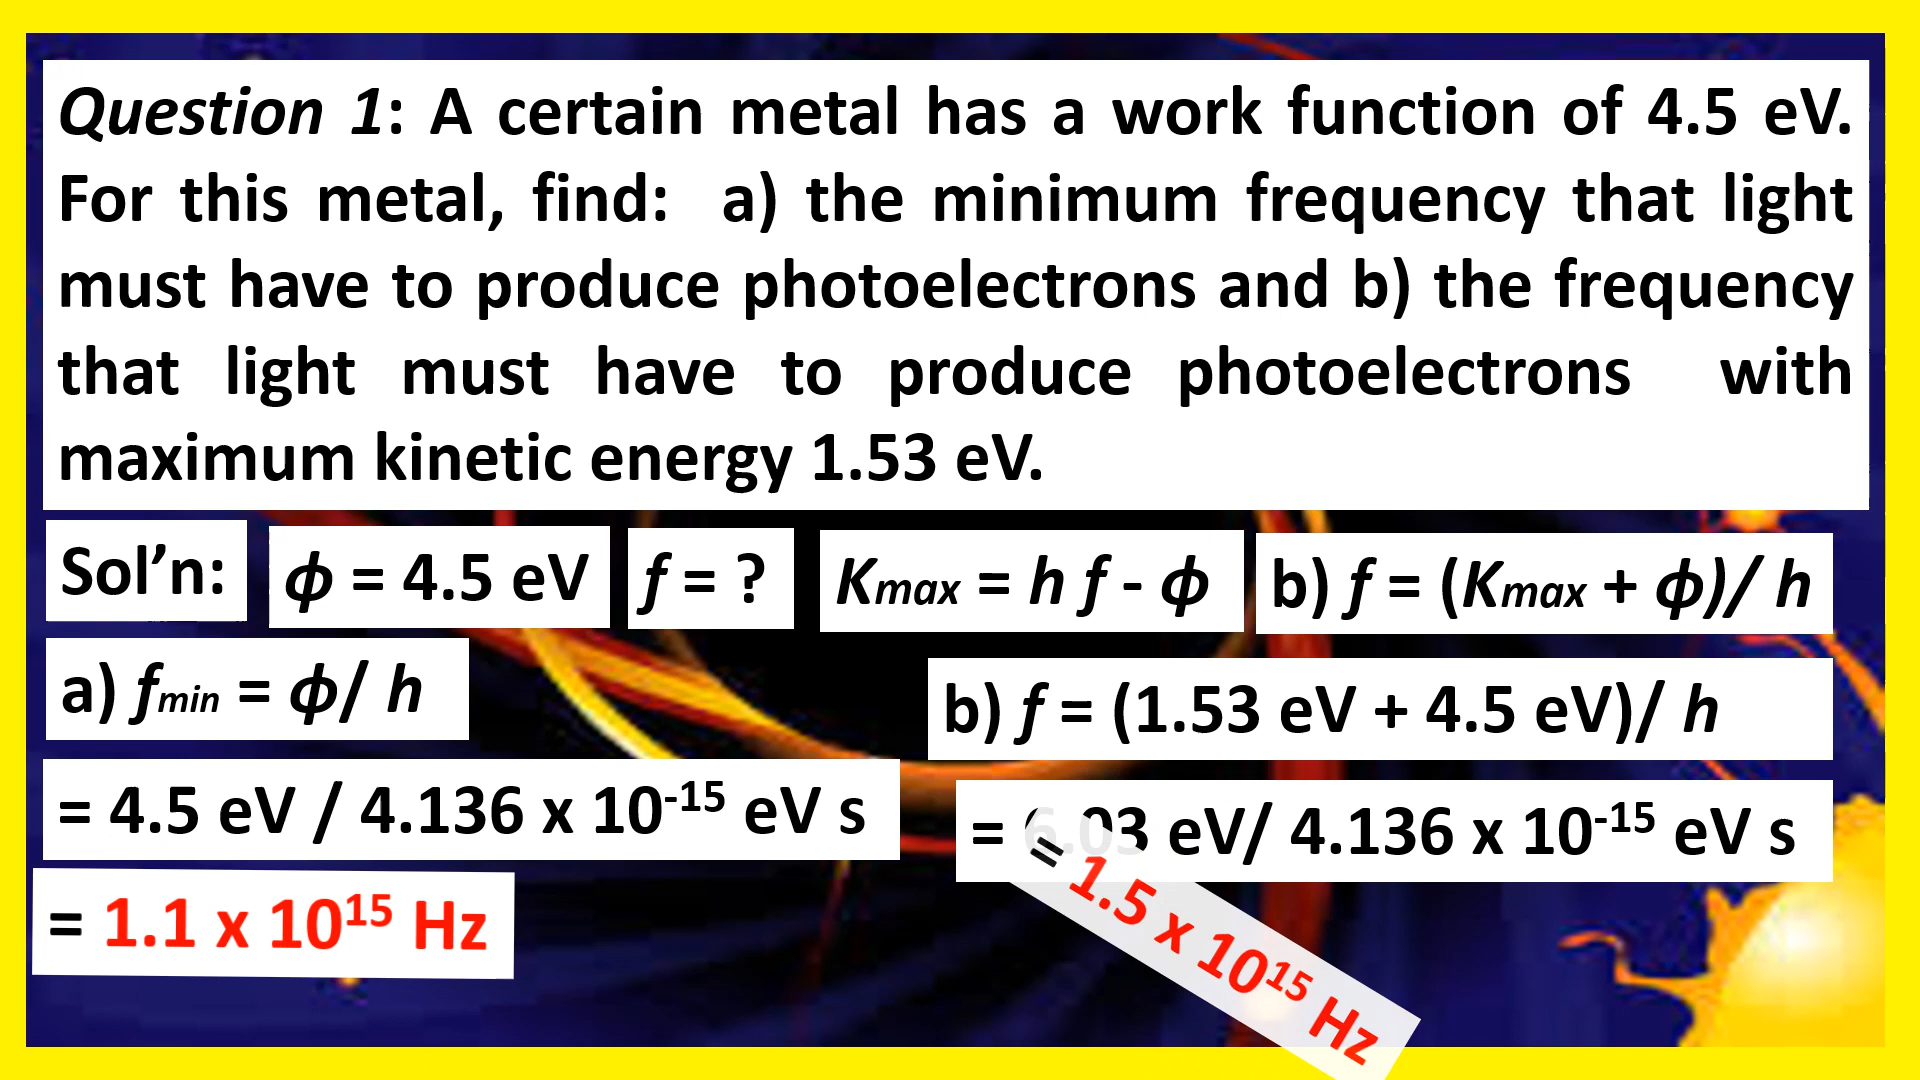 Question 1: A certain metal has a work function of 4.5 eV.
For this metal, find: a) the minimum frequency that light
must have to produce photoelectrons and b) the frequency
that light must have to produce photoelectrons with
maximum kinetic energy 1.53 eV.
Sol’n:
ϕ = 4.5 eV
f = ?
Kmax = h f - ϕ
b) f = (Kmax + ϕ)/ h
a) fmin = ϕ/ h
b) f = (1.53 eV + 4.5 eV)/ h
= 4.5 eV / 4.136 x 10⁻¹⁵ eV s
= 6.03 eV/ 4.136 x 10⁻¹⁵ eV s
= 1.1 x 10¹⁵ Hz
= 1.5 x 10¹⁵ Hz